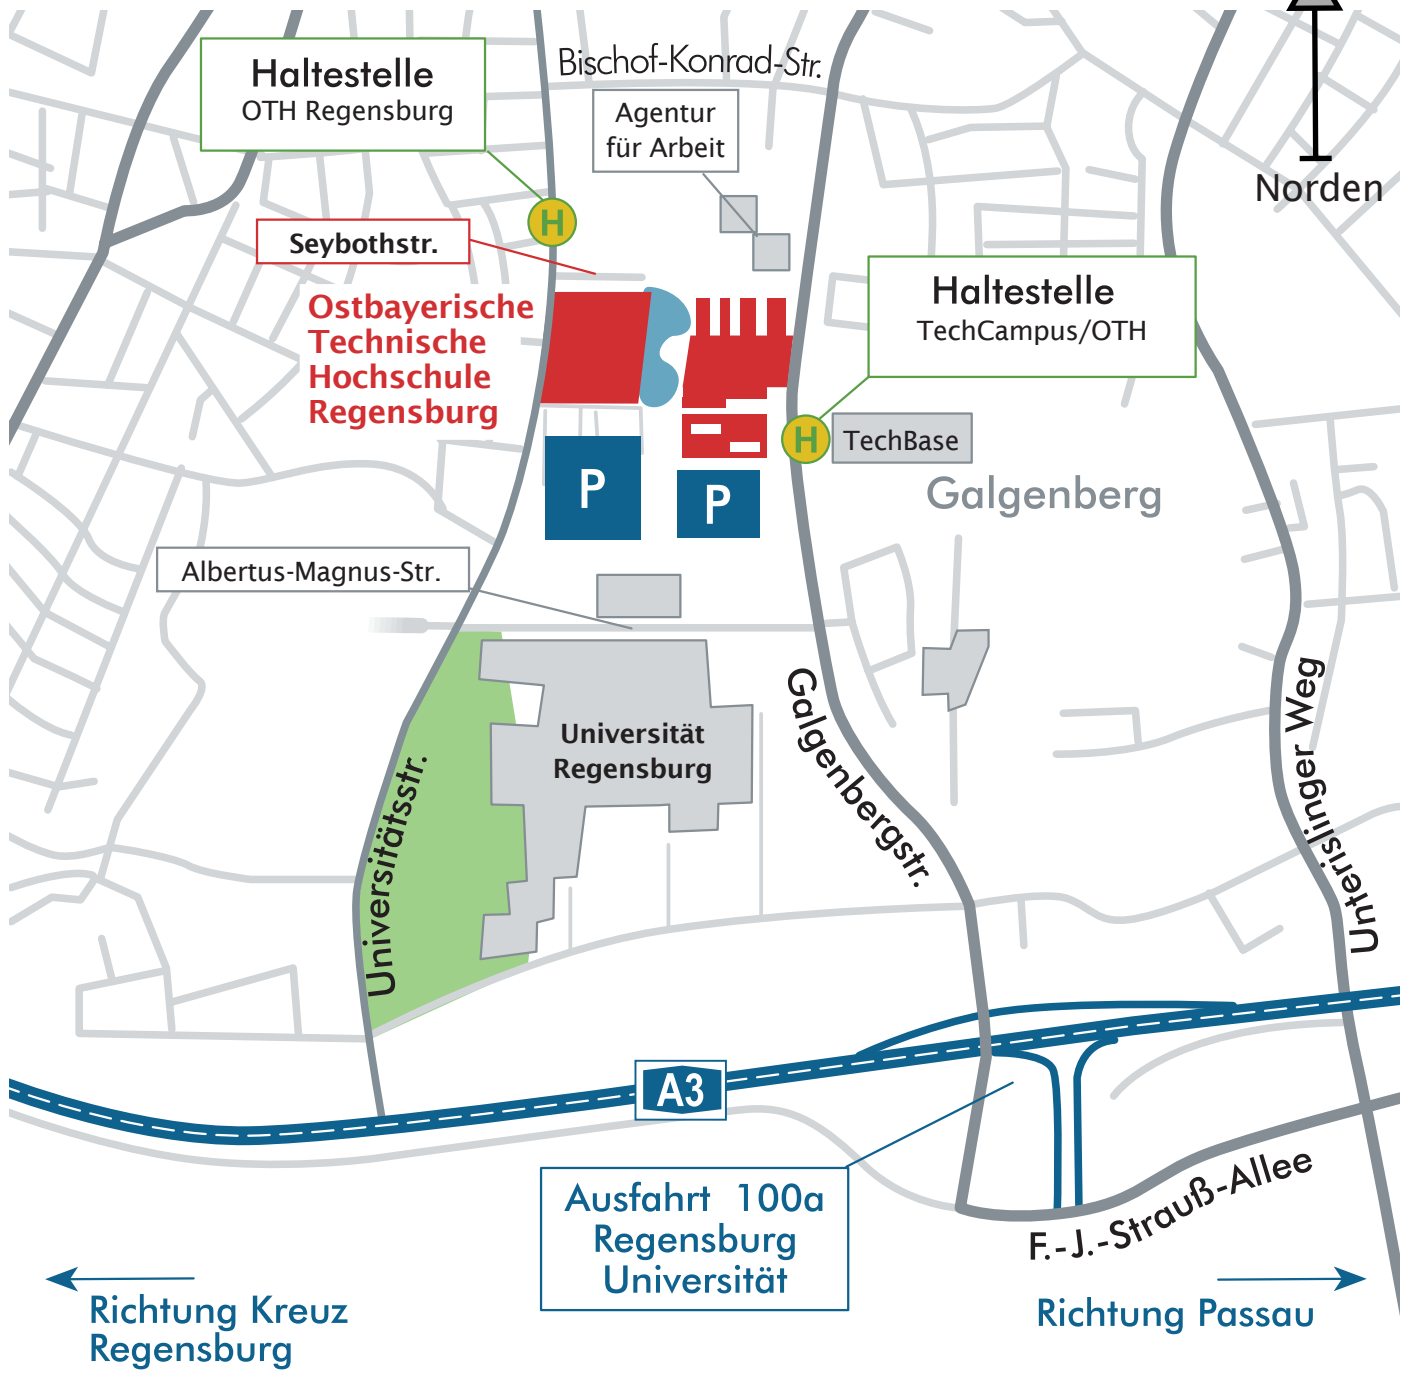 Bischof-Konrad-Str.
Haltestelle
OTH Regensburg
Agentur
für Arbeit
Norden
H
Seybothstr.
Haltestelle
TechCampus/OTH
Ostbayerische
Technische
Hochschule
Regensburg
H
TechBase
P
P
Galgenberg
Albertus-Magnus-Str.
Universität
Regensburg
Universitätsstr.
Galgenbergstr.
Unterislinger Weg
A3
Ausfahrt 100a
Regensburg
Universität
F.-J.-Strauß-Allee
Richtung Kreuz
Regensburg
Richtung Passau